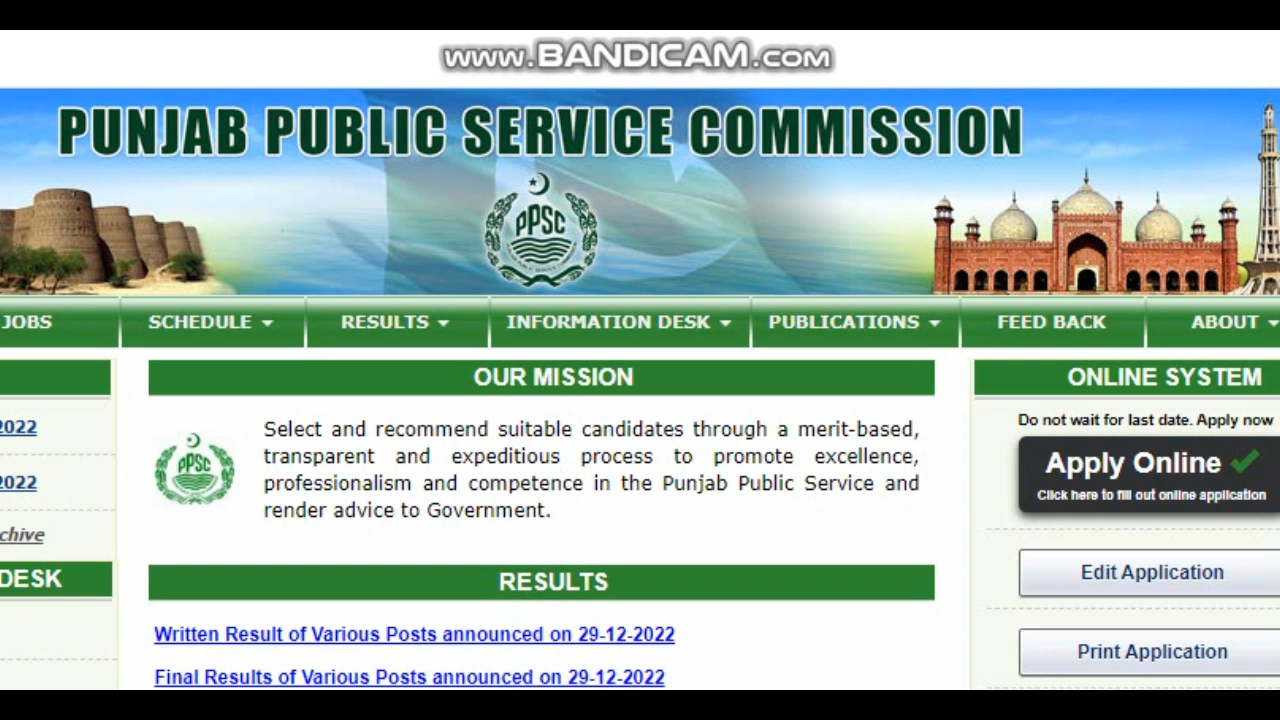 www.BANDICAM.com
PUNJAB PUBLIC SERVICE COMMISSION
PPSC
JOBS
SCHEDULE
RESULTS
INFORMATION DESK
PUBLICATIONS
FEED BACK
ABOUT
OUR MISSION
ONLINE SYSTEM
2022
2022
chive
DESK
PPSC
Select and recommend suitable candidates through a merit-based,
transparent and expeditious process to promote excellence,
professionalism and competence in the Punjab Public Service and
render advice to Government.
RESULTS
Written Result of Various Posts announced on 29-12-2022
Final Results of Various Posts announced on 29-12-2022
Do not wait for last date. Apply now
Apply Online
Click here to fill out online application
Edit Application
Print Application